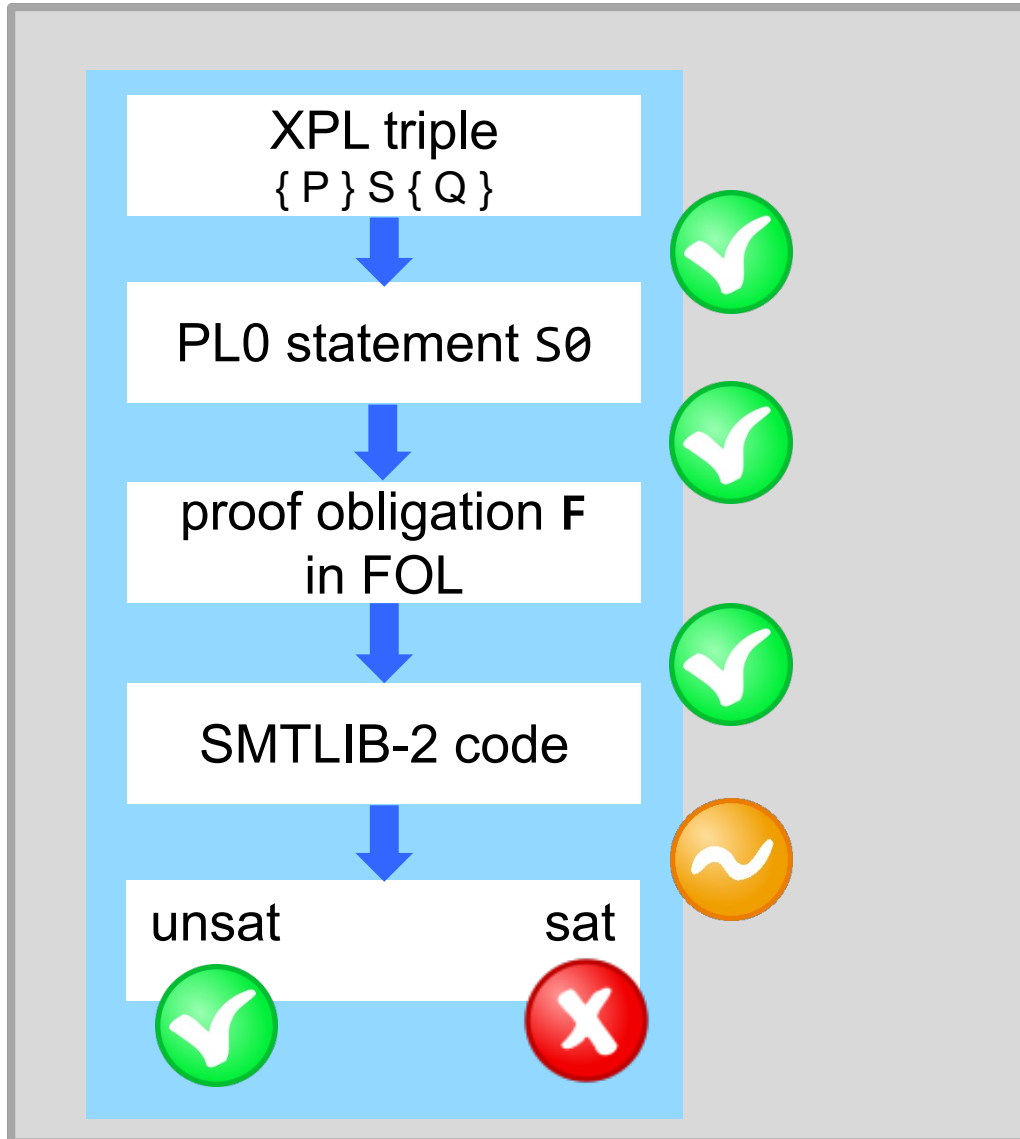 XPL triple
{ P } S { Q }
PL0 statement S0
proof obligation F
in FOL
SMTLIB-2 code
unsat sat